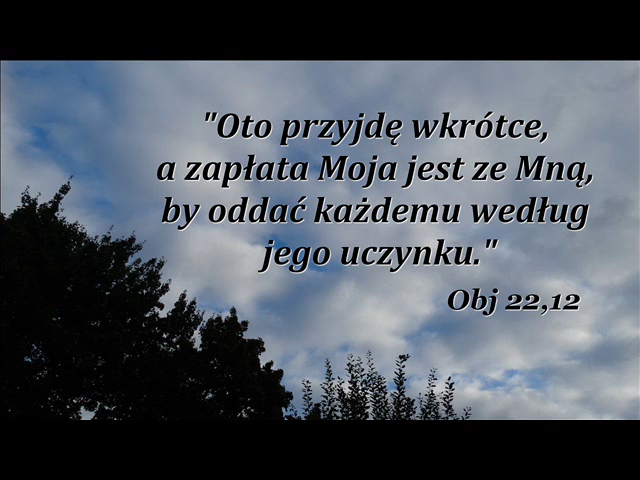 "Oto przyjdę wkrótce,
a zapłata Moja jest ze Mną,
by oddać każdemu według
jego uczynku."
Obj 22,12